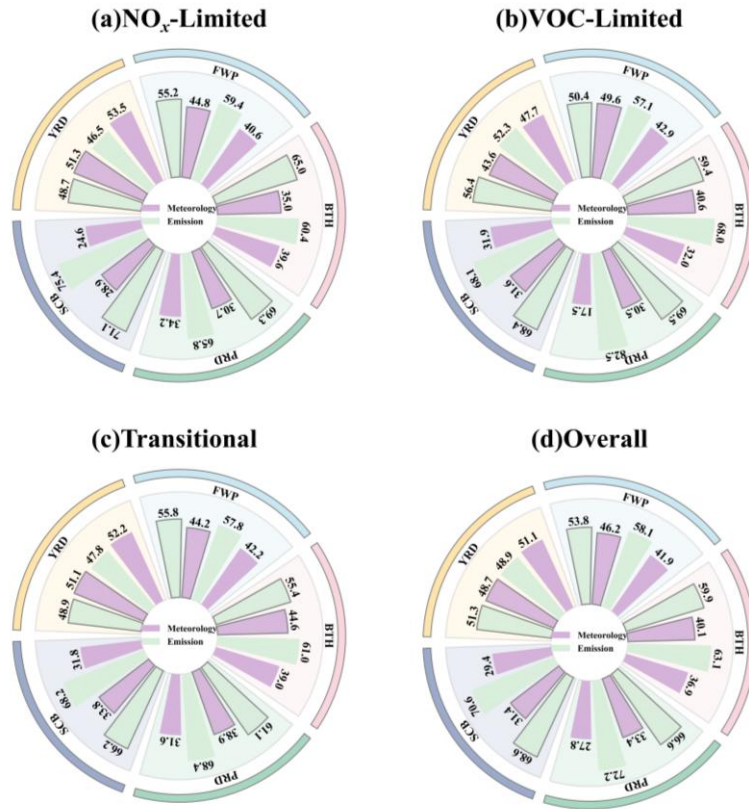 (a)NOx-Limited
FWP
55.2
44.8
59.4
40.6
BTH
65.0
35.0
60.4
39.6
PRD
69.3
30.7
65.8
34.2
SCB
71.1
28.9
75.4
24.6
YRD
48.7
51.3
46.5
53.5
Meteorology
Emission
(b)VOC-Limited
FWP
50.4
49.6
57.1
42.9
BTH
59.4
40.6
68.0
32.0
PRD
69.5
30.5
82.5
17.5
SCB
68.4
31.6
68.1
31.9
YRD
56.4
43.6
52.3
47.7
Meteorology
Emission
(c)Transitional
FWP
55.8
44.2
57.8
42.2
BTH
55.4
44.6
61.0
39.0
PRD
61.1
38.9
68.4
31.6
SCB
66.2
33.8
68.2
31.8
YRD
48.9
51.1
47.8
52.2
Meteorology
Emission
(d)Overall
FWP
53.8
46.2
58.1
41.9
BTH
59.9
40.1
63.1
36.9
PRD
66.6
33.4
72.2
27.8
SCB
68.6
31.4
70.6
29.4
YRD
51.3
48.7
48.9
51.1
Meteorology
Emission